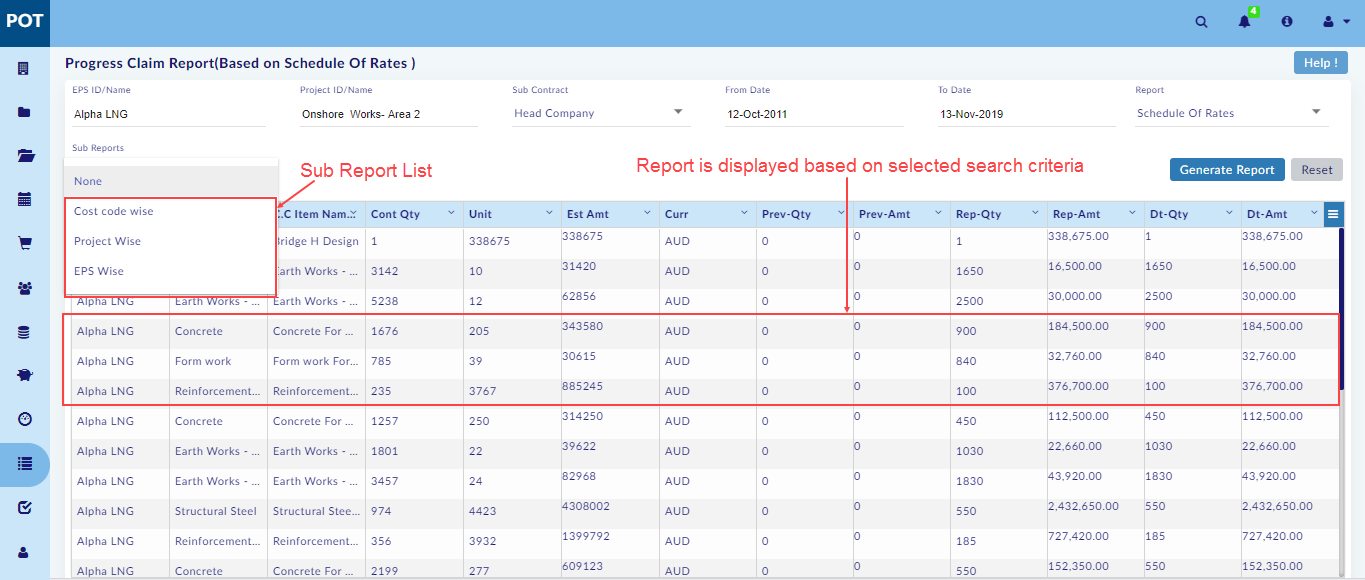 POT
4
Progress Claim Report(Based on Schedule Of Rates )
Help !
EPS ID/Name Project ID/Name Sub Contract From Date To Date Report
Alpha LNG Onshore Works- Area 2 Head Company 12-Oct-2011 13-Nov-2019 Schedule Of Rates
Sub Reports
Sub Report List
Report is displayed based on selected search criteria
Generate Report Reset
None
Cost code wise
Project Wise
EPS Wise
C.C Item Nam... Cont Qty Unit Est Amt Curr Prev-Qty Prev-Amt Rep-Qty Rep-Amt Dt-Qty Dt-Amt
Bridge H Design 1 338675 338675 AUD 0 0 1 338,675.00 1 338,675.00
Earth Works - ... 3142 10 31420 AUD 0 0 1650 16,500.00 1650 16,500.00
Alpha LNG Earth Works - ... Earth Works - ... 5238 12 62856 AUD 0 0 2500 30,000.00 2500 30,000.00
Alpha LNG Concrete Concrete For ... 1676 205 343580 AUD 0 0 900 184,500.00 900 184,500.00
Alpha LNG Form work Form work For... 785 39 30615 AUD 0 0 840 32,760.00 840 32,760.00
Alpha LNG Reinforcement... Reinforcement... 235 3767 885245 AUD 0 0 100 376,700.00 100 376,700.00
Alpha LNG Concrete Concrete For ... 1257 250 314250 AUD 0 0 450 112,500.00 450 112,500.00
Alpha LNG Earth Works - ... Earth Works - ... 1801 22 39622 AUD 0 0 1030 22,660.00 1030 22,660.00
Alpha LNG Earth Works - ... Earth Works - ... 3457 24 82968 AUD 0 0 1830 43,920.00 1830 43,920.00
Alpha LNG Structural Steel Structural Stee... 974 4423 4308002 AUD 0 0 550 2,432,650.00 550 2,432,650.00
Alpha LNG Reinforcement... Reinforcement... 356 3932 1399792 AUD 0 0 185 727,420.00 185 727,420.00
Alpha LNG Concrete Concrete For ... 2199 277 609123 AUD 0 0 550 152,350.00 550 152,350.00